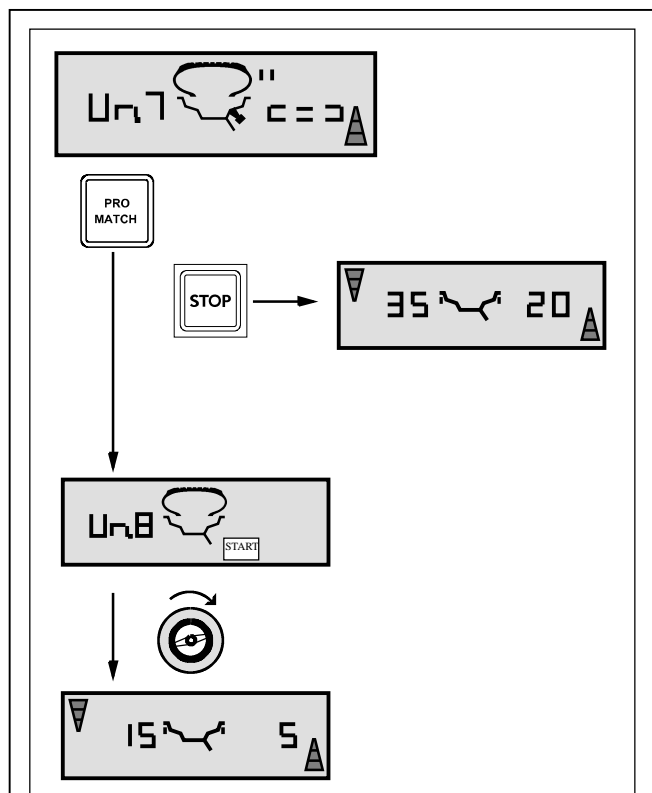 Un.7 " c = ɔ
PRO
MATCH
STOP
35 20
Un.8
START
15 5